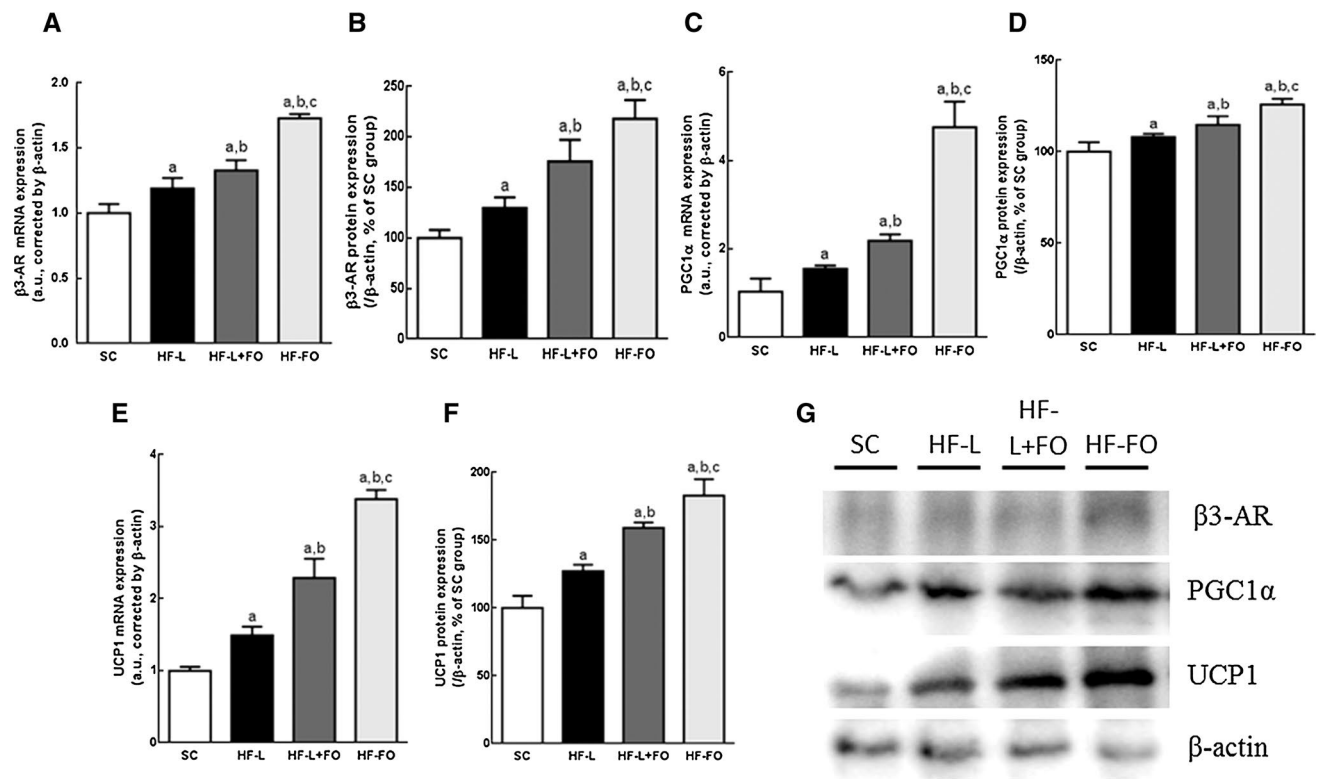 A
β3-AR mRNA expression
(a.u., corrected by β-actin)
2.0
1.5
1.0
0.5
0.0
a
a,b
a,b,c
SC
HF-L
HF-L+FO
HF-FO
B
β3-AR protein expression
(/β-actin, % of SC group)
250
200
150
100
50
0
a
a,b
a,b,c
SC
HF-L
HF-L+FO
HF-FO
C
PGC1α mRNA expression
(a.u., corrected by β-actin)
6
4
2
0
a
a,b
a,b,c
SC
HF-L
HF-L+FO
HF-FO
D
PGC1α protein expression
(/β-actin, % of SC group)
150
100
50
0
a
a,b
a,b,c
SC
HF-L
HF-L+FO
HF-FO
E
UCP1 mRNA expression
(a.u., corrected by β-actin)
4
3
2
1
0
a
a,b
a,b,c
SC
HF-L
HF-L+FO
HF-FO
F
UCP1 protein expression
(/β-actin, % of SC group)
200
150
100
50
0
a
a,b
a,b,c
SC
HF-L
HF-L+FO
HF-FO
G
SC
HF-L
HF-
L+FO
HF-FO
β3-AR
PGC1α
UCP1
β-actin